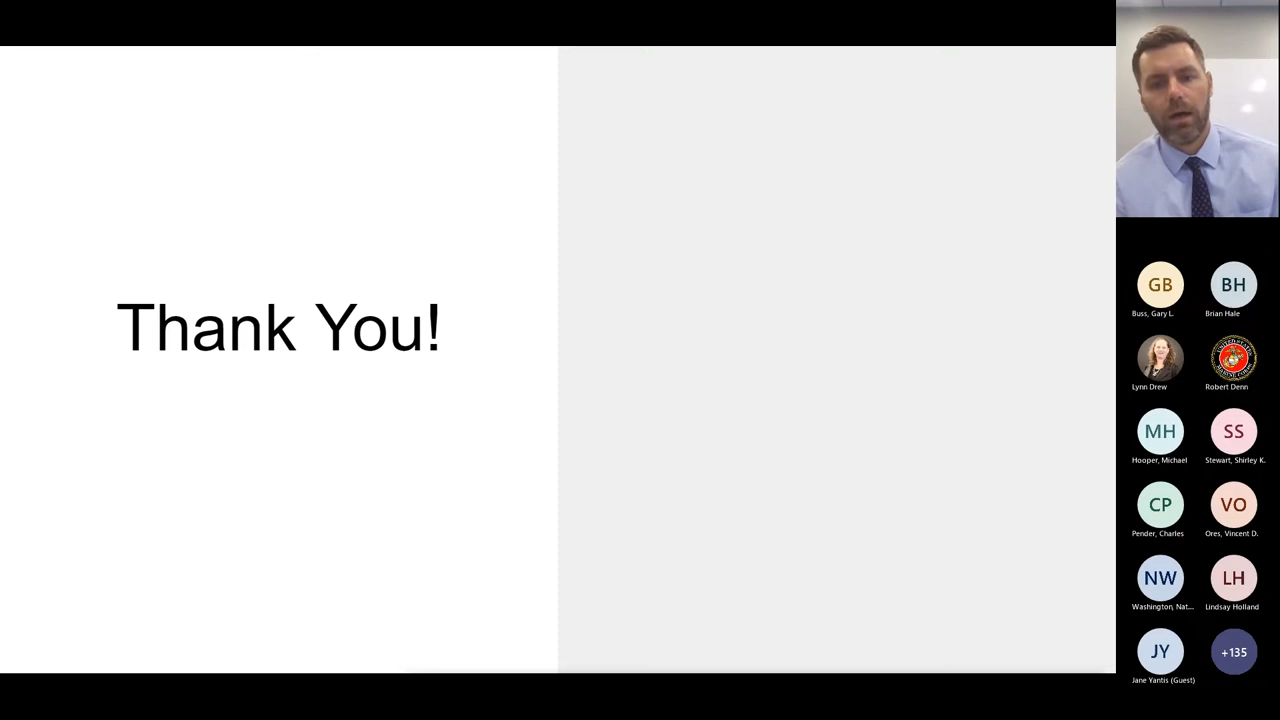 Thank You!
GB
BH
Buss, Gary L.
Brian Hale
Lynn Drew
Robert Denn
MH
SS
Hooper, Michael
Stewart, Shirley K.
CP
VO
Pender, Charles
Ores, Vincent D.
NW
LH
Washington, Nat...
Lindsay Holland
JY
+135
Jane Yantis (Guest)